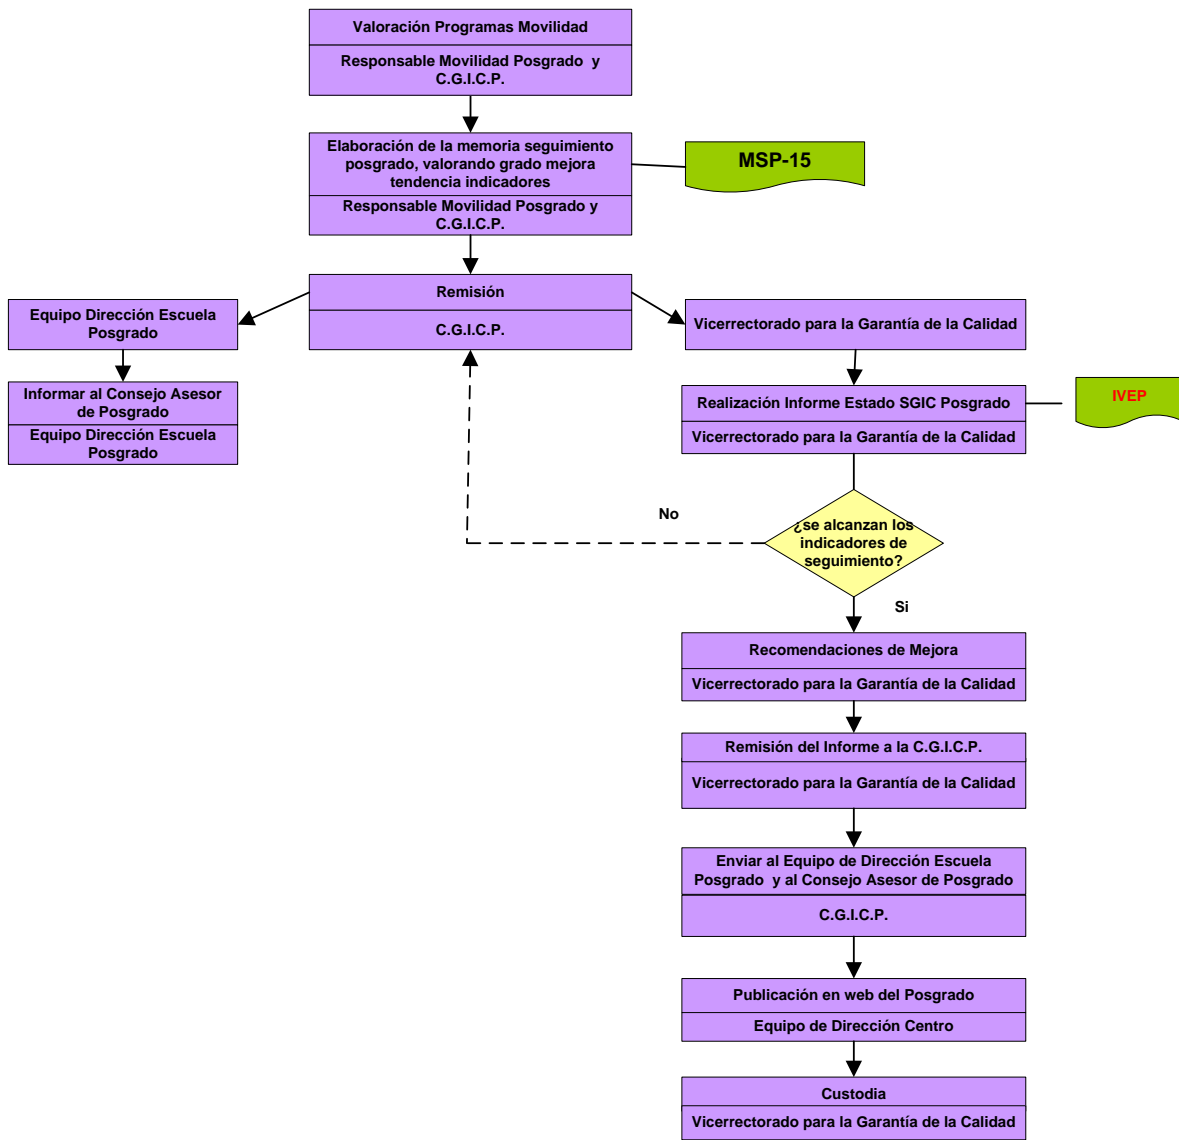 Valoración Programas Movilidad
Responsable Movilidad Posgrado y
C.G.I.C.P.
Elaboración de la memoria seguimiento
posgrado, valorando grado mejora
tendencia indicadores
Responsable Movilidad Posgrado y
C.G.I.C.P.
MSP-15
Remisión
C.G.I.C.P.
Equipo Dirección Escuela
Posgrado
Informar al Consejo Asesor
de Posgrado
Equipo Dirección Escuela
Posgrado
Vicerrectorado para la Garantía de la Calidad
Realización Informe Estado SGIC Posgrado
Vicerrectorado para la Garantía de la Calidad
IVEP
¿se alcanzan los
indicadores de
seguimiento?
No
Si
Recomendaciones de Mejora
Vicerrectorado para la Garantía de la Calidad
Remisión del Informe a la C.G.I.C.P.
Vicerrectorado para la Garantía de la Calidad
Enviar al Equipo de Dirección Escuela
Posgrado y al Consejo Asesor de Posgrado
C.G.I.C.P.
Publicación en web del Posgrado
Equipo de Dirección Centro
Custodia
Vicerrectorado para la Garantía de la Calidad